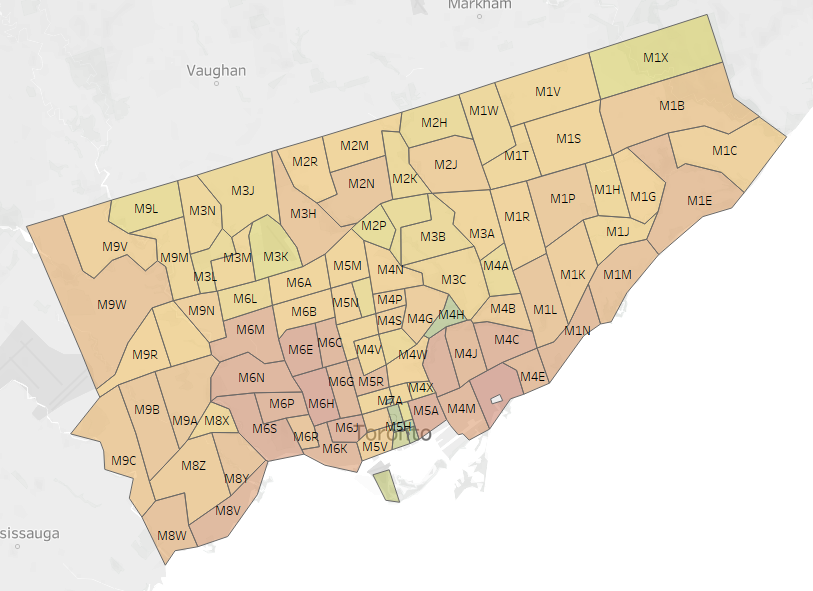 Markham
Vaughan
M1X
M1V
M1W
M1B
M2H
M1S
M2M
M2R
M2J
M1T
M1C
M2N
M2K
M3J
M1H
M1G
M1P
M1E
M9L
M3N
M3H
M1R
M2P
M3B
M3A
M1J
M9V
M9M
M3M
M3K
M3L
M5M
M4N
M4A
M3C
M1K
M1M
M6A
M9W
M6L
M5N
M4P
M9N
M6B
M4B
M1L
M4S
M4G
M4H
M6M
M1N
M6E
M6C
M4C
M9R
M4V
M4W
M4J
M6N
M6G
M5R
M4E
M4X
M9B
M6P
M6H
M7A
M5A
M4M
M9A
M8X
M6S
M6J
M5H
M6R
Toronto
M6K
M5V
M9C
M8Z
M8Y
M8V
M8W
sissauga